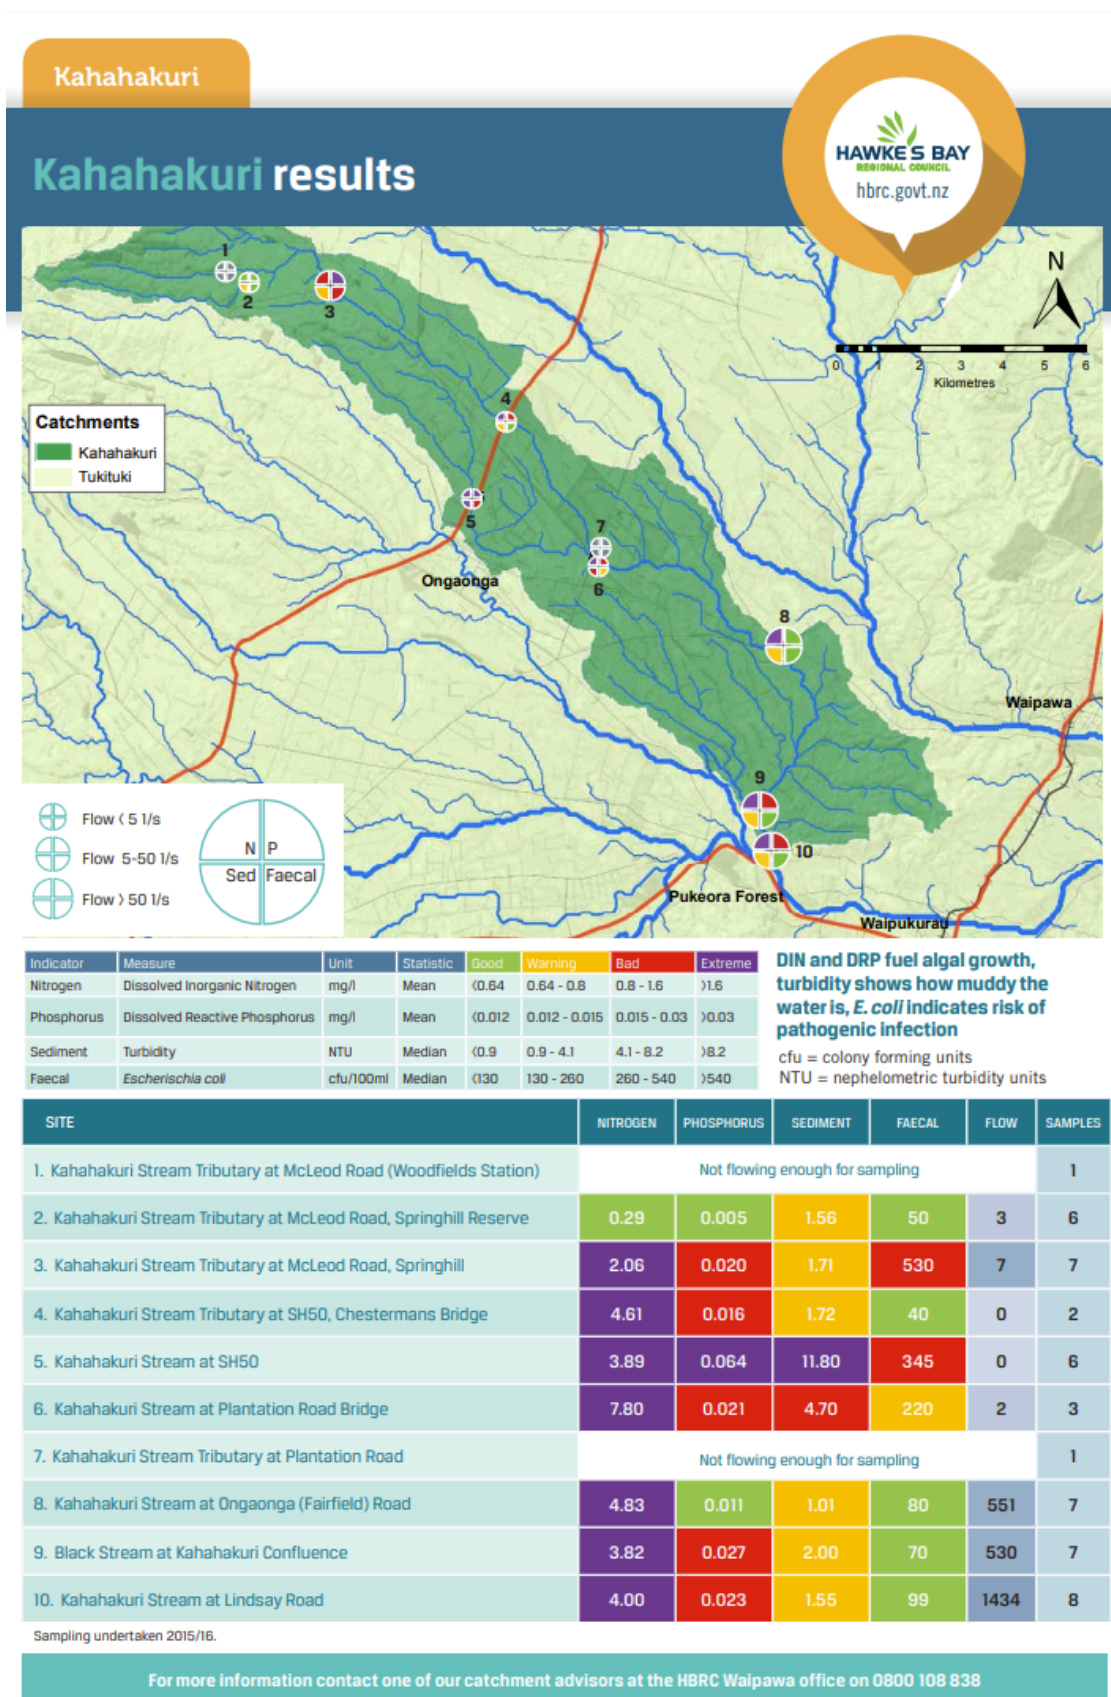 Kahahakuri
Kahahakuri results
HAWKE'S BAY
REGIONAL COUNCIL
hbrc.govt.nz
N
0 1 2 3 4 5 6
Kilometres
1
2
3
4
5
7
6
8
9
10
Catchments
Kahahakuri
Tukituki
Ongaonga
Waipawa
Pukeora Forest
Waipukurau
Flow < 5 l/s
Flow 5-50 l/s
Flow > 50 l/s
N P
Sed Faecal
Indicator Measure Unit Statistic Good Warning Bad Extreme
Nitrogen Dissolved Inorganic Nitrogen mg/l Mean <0.64 0.64 - 0.8 0.8 - 1.6 >1.6
Phosphorus Dissolved Reactive Phosphorus mg/l Mean <0.012 0.012 - 0.015 0.015 - 0.03 >0.03
Sediment Turbidity NTU Median <0.9 0.9 - 4.1 4.1 - 8.2 >8.2
Faecal Escherischia coli cfu/100ml Median <130 130 - 260 260 - 540 >540
DIN and DRP fuel algal growth,
turbidity shows how muddy the
water is, E. coli indicates risk of
pathogenic infection
cfu = colony forming units
NTU = nephelometric turbidity units
SITE NITROGEN PHOSPHORUS SEDIMENT FAECAL FLOW SAMPLES
1. Kahahakuri Stream Tributary at McLeod Road (Woodfields Station) Not flowing enough for sampling 1
2. Kahahakuri Stream Tributary at McLeod Road, Springhill Reserve 0.29 0.005 1.56 50 3 6
3. Kahahakuri Stream Tributary at McLeod Road, Springhill 2.06 0.020 1.71 530 7 7
4. Kahahakuri Stream Tributary at SH50, Chestermans Bridge 4.61 0.016 1.72 40 0 2
5. Kahahakuri Stream at SH50 3.89 0.064 11.80 345 0 6
6. Kahahakuri Stream at Plantation Road Bridge 7.80 0.021 4.70 220 2 3
7. Kahahakuri Stream Tributary at Plantation Road Not flowing enough for sampling 1
8. Kahahakuri Stream at Ongaonga (Fairfield) Road 4.83 0.011 1.01 80 551 7
9. Black Stream at Kahahakuri Confluence 3.82 0.027 2.00 70 530 7
10. Kahahakuri Stream at Lindsay Road 4.00 0.023 1.55 99 1434 8
Sampling undertaken 2015/16.
For more information contact one of our catchment advisors at the HBRC Waipawa office on 0800 108 838